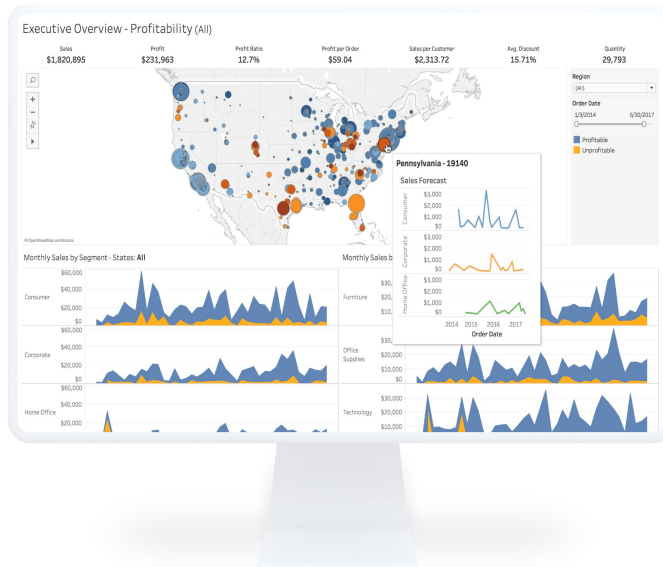 Executive Overview - Profitability (All)
Sales Profit Profit Ratio Profit per Order Sales per Customer Avg. Discount Quantity
$1,820,895 $231,963 12.7% $59.04 $2,313.72 15.71% 29,793
Region
(All)
Order Date
1/3/2014 6/30/2017
Profitable
Unprofitable
+
−
© OpenStreetMap contributors
Pennsylvania - 19140
Sales Forecast
Consumer
$3,000
$2,000
$1,000
$0
Corporate
$3,000
$2,000
$1,000
$0
Home Office
$3,000
$2,000
$1,000
$0
2014 2015 2016 2017
Order Date
Monthly Sales by Segment - States: All
Consumer
$60,000
$40,000
$20,000
$0
Corporate
$60,000
$40,000
$20,000
$0
Home Office
$60,000
$40,000
$20,000
Monthly Sales b
Furniture
$30,
$20,
$10,
Office
Supplies
$30,
$20,000
$10,000
$0
Technology
$30,000
$20,000
$10,000